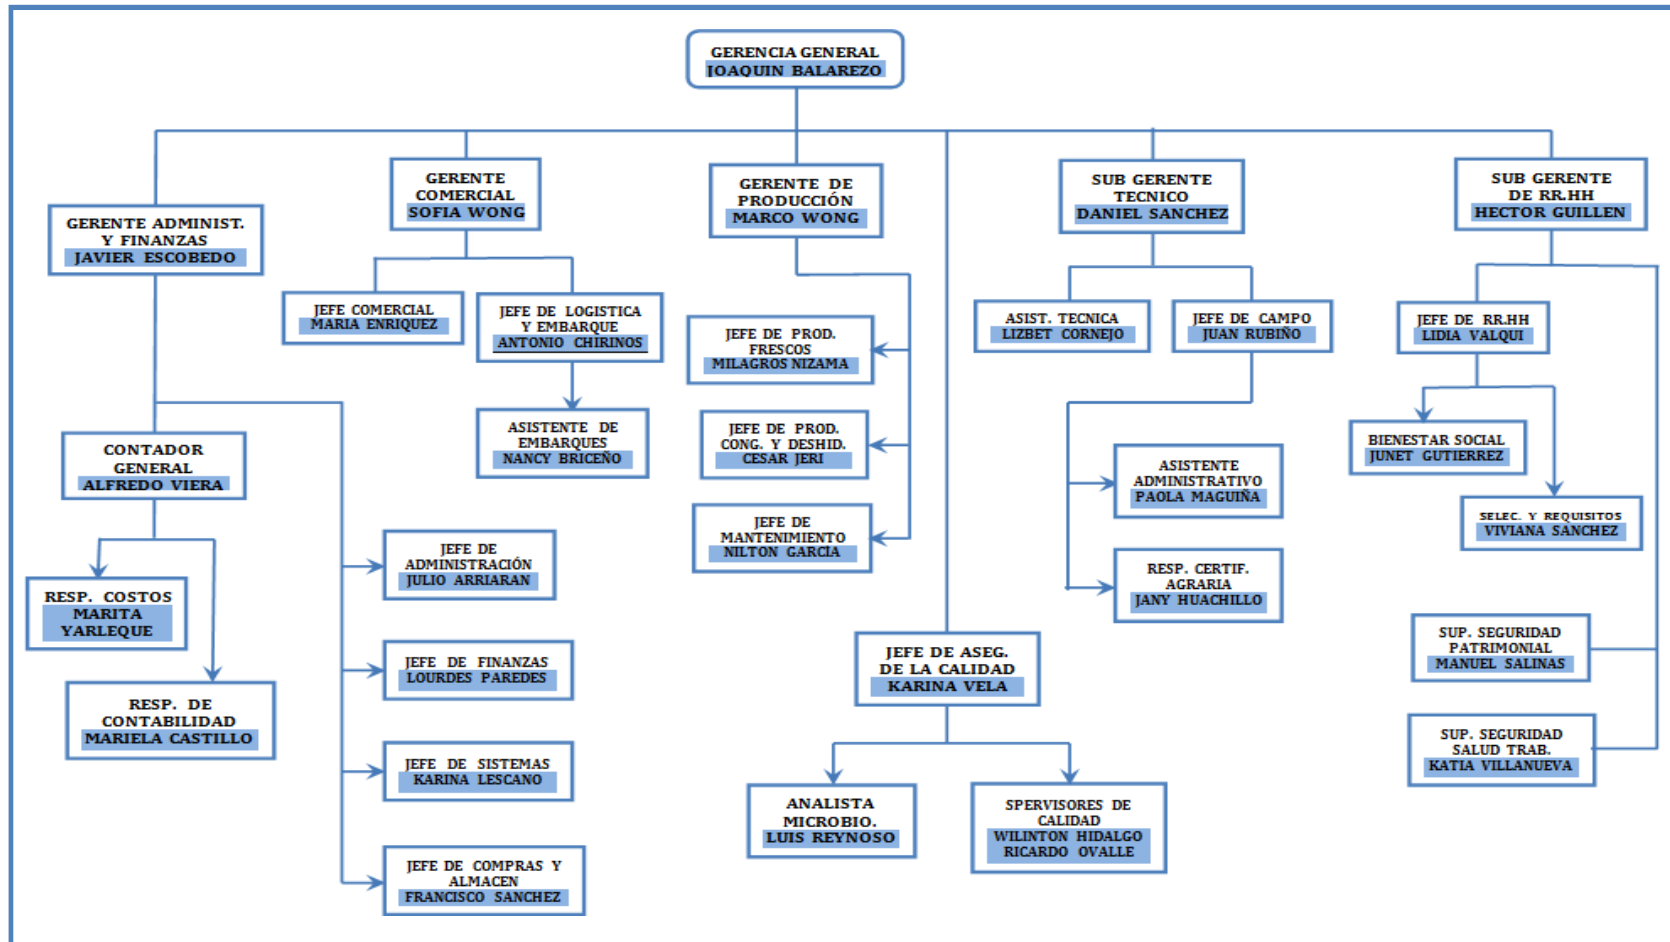 GERENCIA GENERAL
JOAQUIN BALAREZO
GERENTE ADMINIST.
Y FINANZAS
JAVIER ESCOBEDO
GERENTE
COMERCIAL
SOFIA WONG
GERENTE DE
PRODUCCIÓN
MARCO WONG
SUB GERENTE
TECNICO
DANIEL SANCHEZ
SUB GERENTE
DE RR.HH
HECTOR GUILLEN
JEFE COMERCIAL
MARIA ENRIQUEZ
JEFE DE LOGISTICA
Y EMBARQUE
ANTONIO CHIRINOS
ASISTENTE DE
EMBARQUES
NANCY BRICEÑO
JEFE DE PROD.
FRESCOS
MILAGROS NIZAMA
JEFE DE PROD.
CONG. Y DESHID.
CESAR JERI
JEFE DE
MANTENIMIENTO
NILTON GARCIA
ASIST. TECNICA
LIZBET CORNEJO
JEFE DE CAMPO
JUAN RUBIÑO
ASISTENTE
ADMINISTRATIVO
PAOLA MAGUIÑA
RESP. CERTIF.
AGRARIA
JANY HUACHILLO
JEFE DE RR.HH
LIDIA VALQUI
BIENESTAR SOCIAL
JUNET GUTIERREZ
SELEC. Y REQUISITOS
VIVIANA SANCHEZ
SUP. SEGURIDAD
PATRIMONIAL
MANUEL SALINAS
SUP. SEGURIDAD
SALUD TRAB.
KATIA VILLANUEVA
CONTADOR
GENERAL
ALFREDO VIERA
RESP. COSTOS
MARITA
YARLEQUE
RESP. DE
CONTABILIDAD
MARIELA CASTILLO
JEFE DE
ADMINISTRACIÓN
JULIO ARRIARAN
JEFE DE FINANZAS
LOURDES PAREDES
JEFE DE SISTEMAS
KARINA LESCANO
JEFE DE COMPRAS Y
ALMACEN
FRANCISCO SANCHEZ
JEFE DE ASEG.
DE LA CALIDAD
KARINA VELA
ANALISTA
MICROBIO.
LUIS REYNOSO
SPERVISORES DE
CALIDAD
WILINTON HIDALGO
RICARDO OVALLE